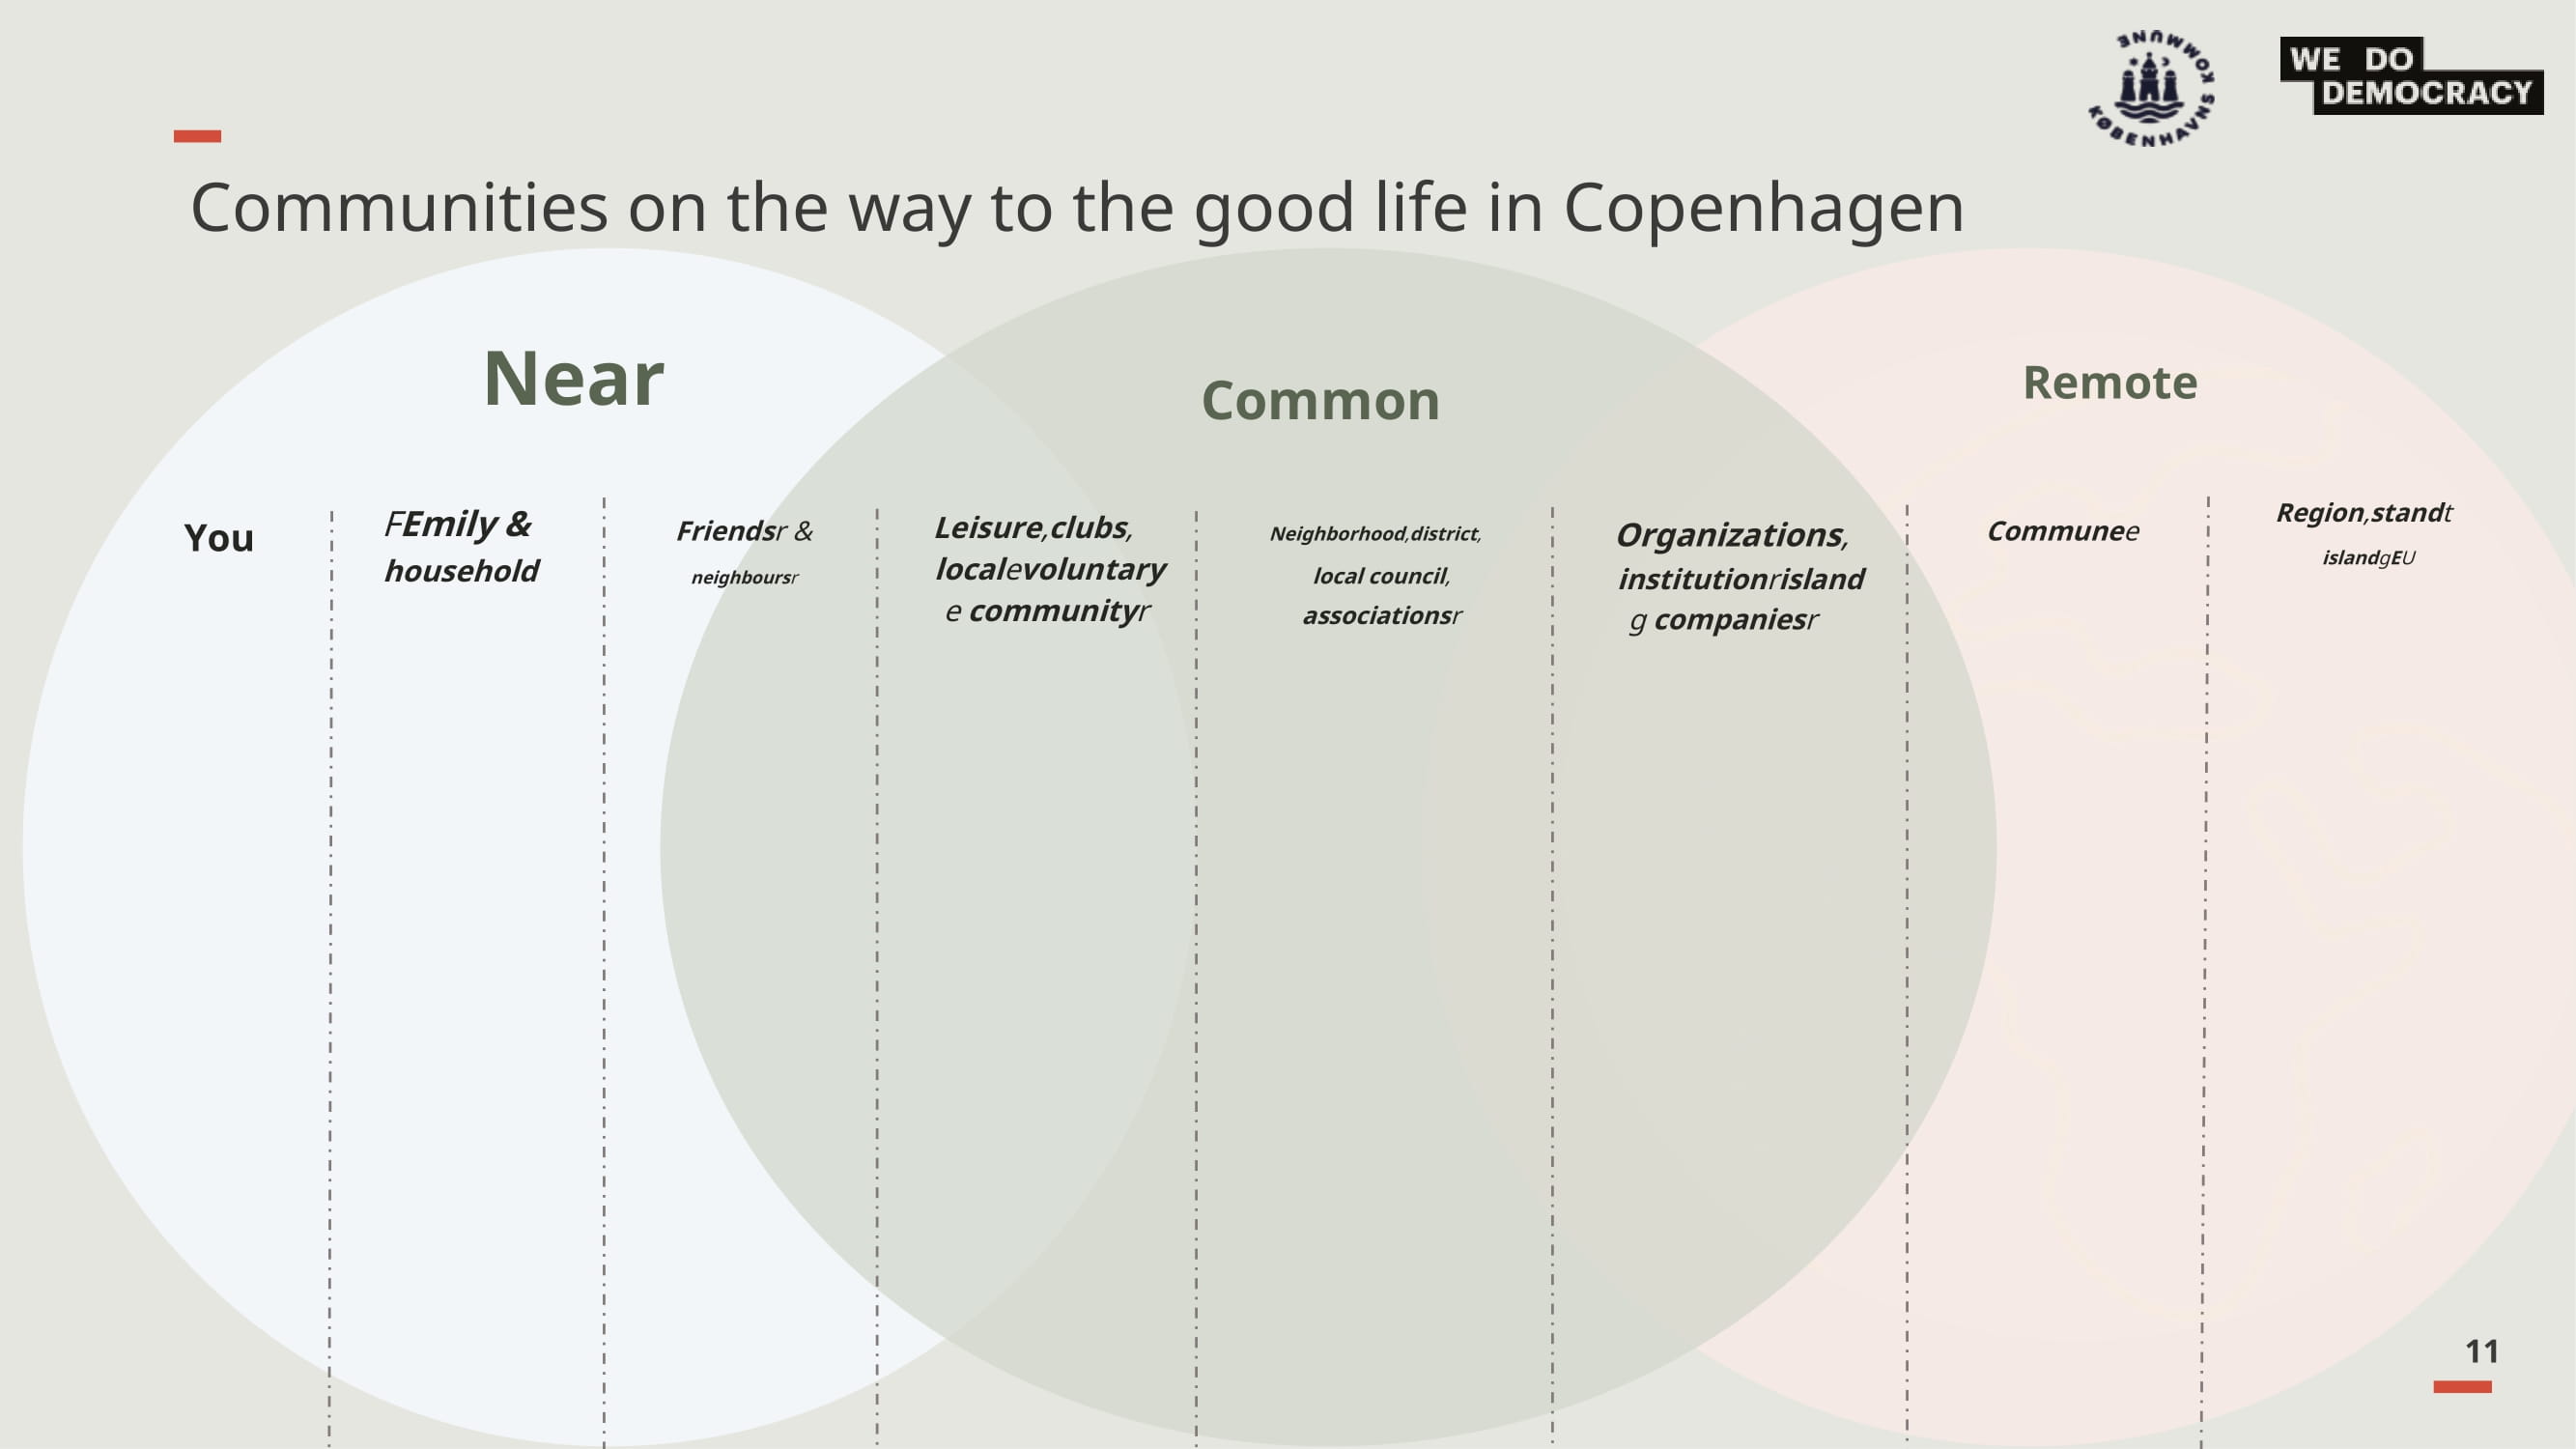 KØBENHAVNS KOMMUNE
WE DO
DEMOCRACY
Communities on the way to the good life in Copenhagen
Near
Common
Remote
You
FEmily &
household
Friendsr &
neighboursr
Leisure,clubs,
localevoluntary
e communityr
Neighborhood,district,
local council,
associationsr
Organizations,
institutionrisland
g companiesr
Communee
Region,standt
islandgEU
11